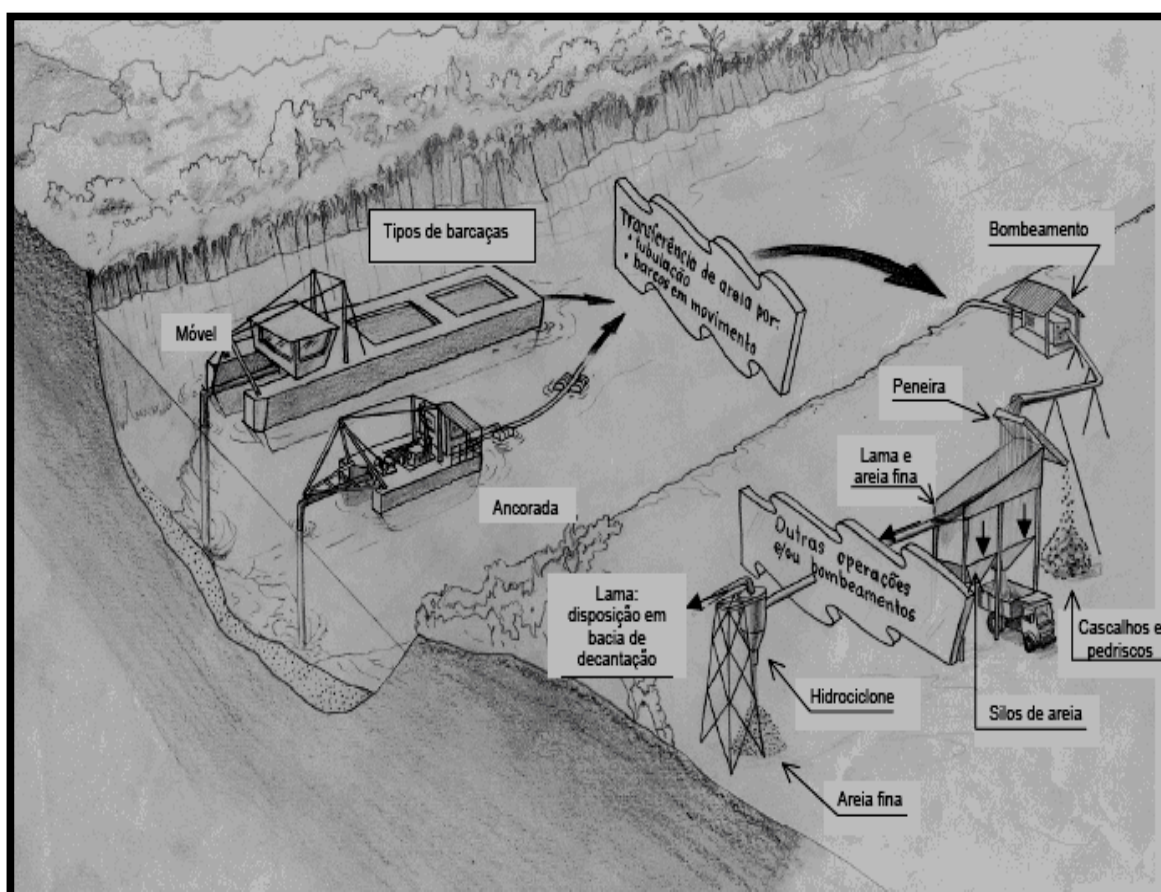 Tipos de barcaças
Móvel
Ancorada
Transferência de areia por:
• tubulação
• barcos em movimento
Bombeamento
Peneira
Lama e
areia fina
Outras operações
e/ou bombeamentos
Lama:
disposição em
bacia de
decantação
Hidrociclone
Areia fina
Silos de areia
Cascalhos e
pedriscos